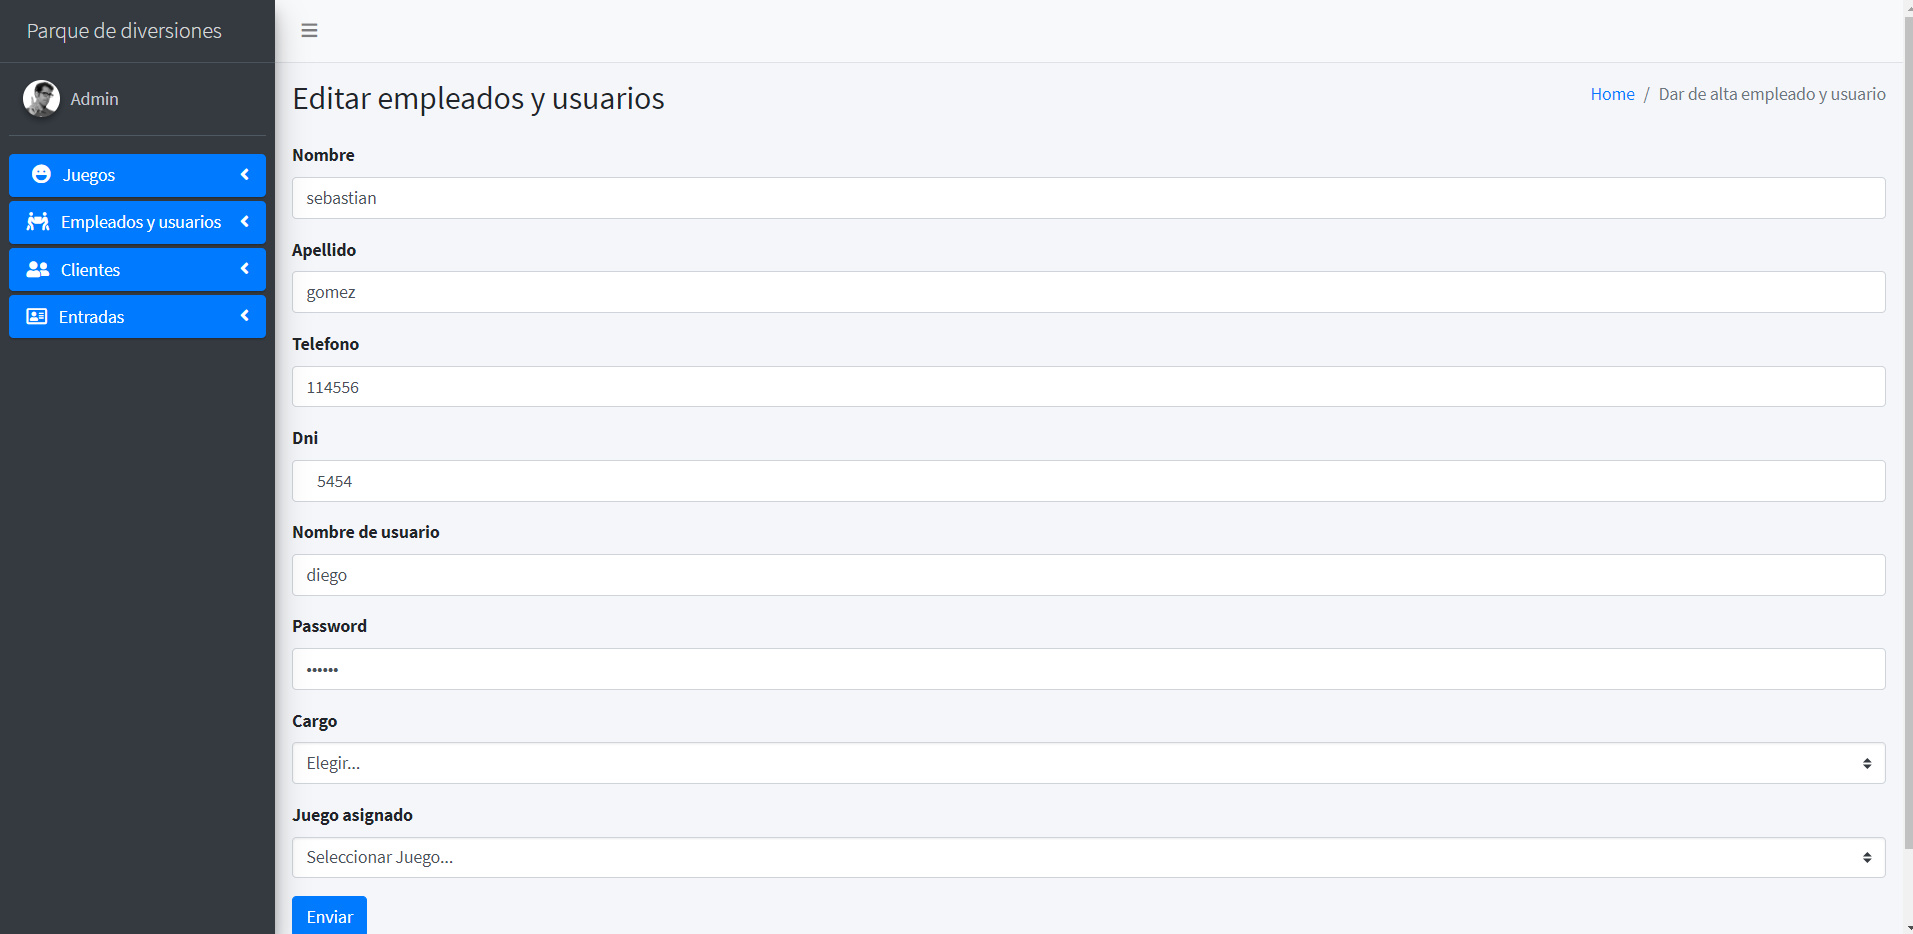 Parque de diversiones
Admin
Juegos
Empleados y usuarios
Clientes
Entradas
Editar empleados y usuarios
Home / Dar de alta empleado y usuario
Nombre
sebastian
Apellido
gomez
Telefono
114556
Dni
5454
Nombre de usuario
diego
Password
••••••
Cargo
Elegir...
Juego asignado
Seleccionar Juego...
Enviar